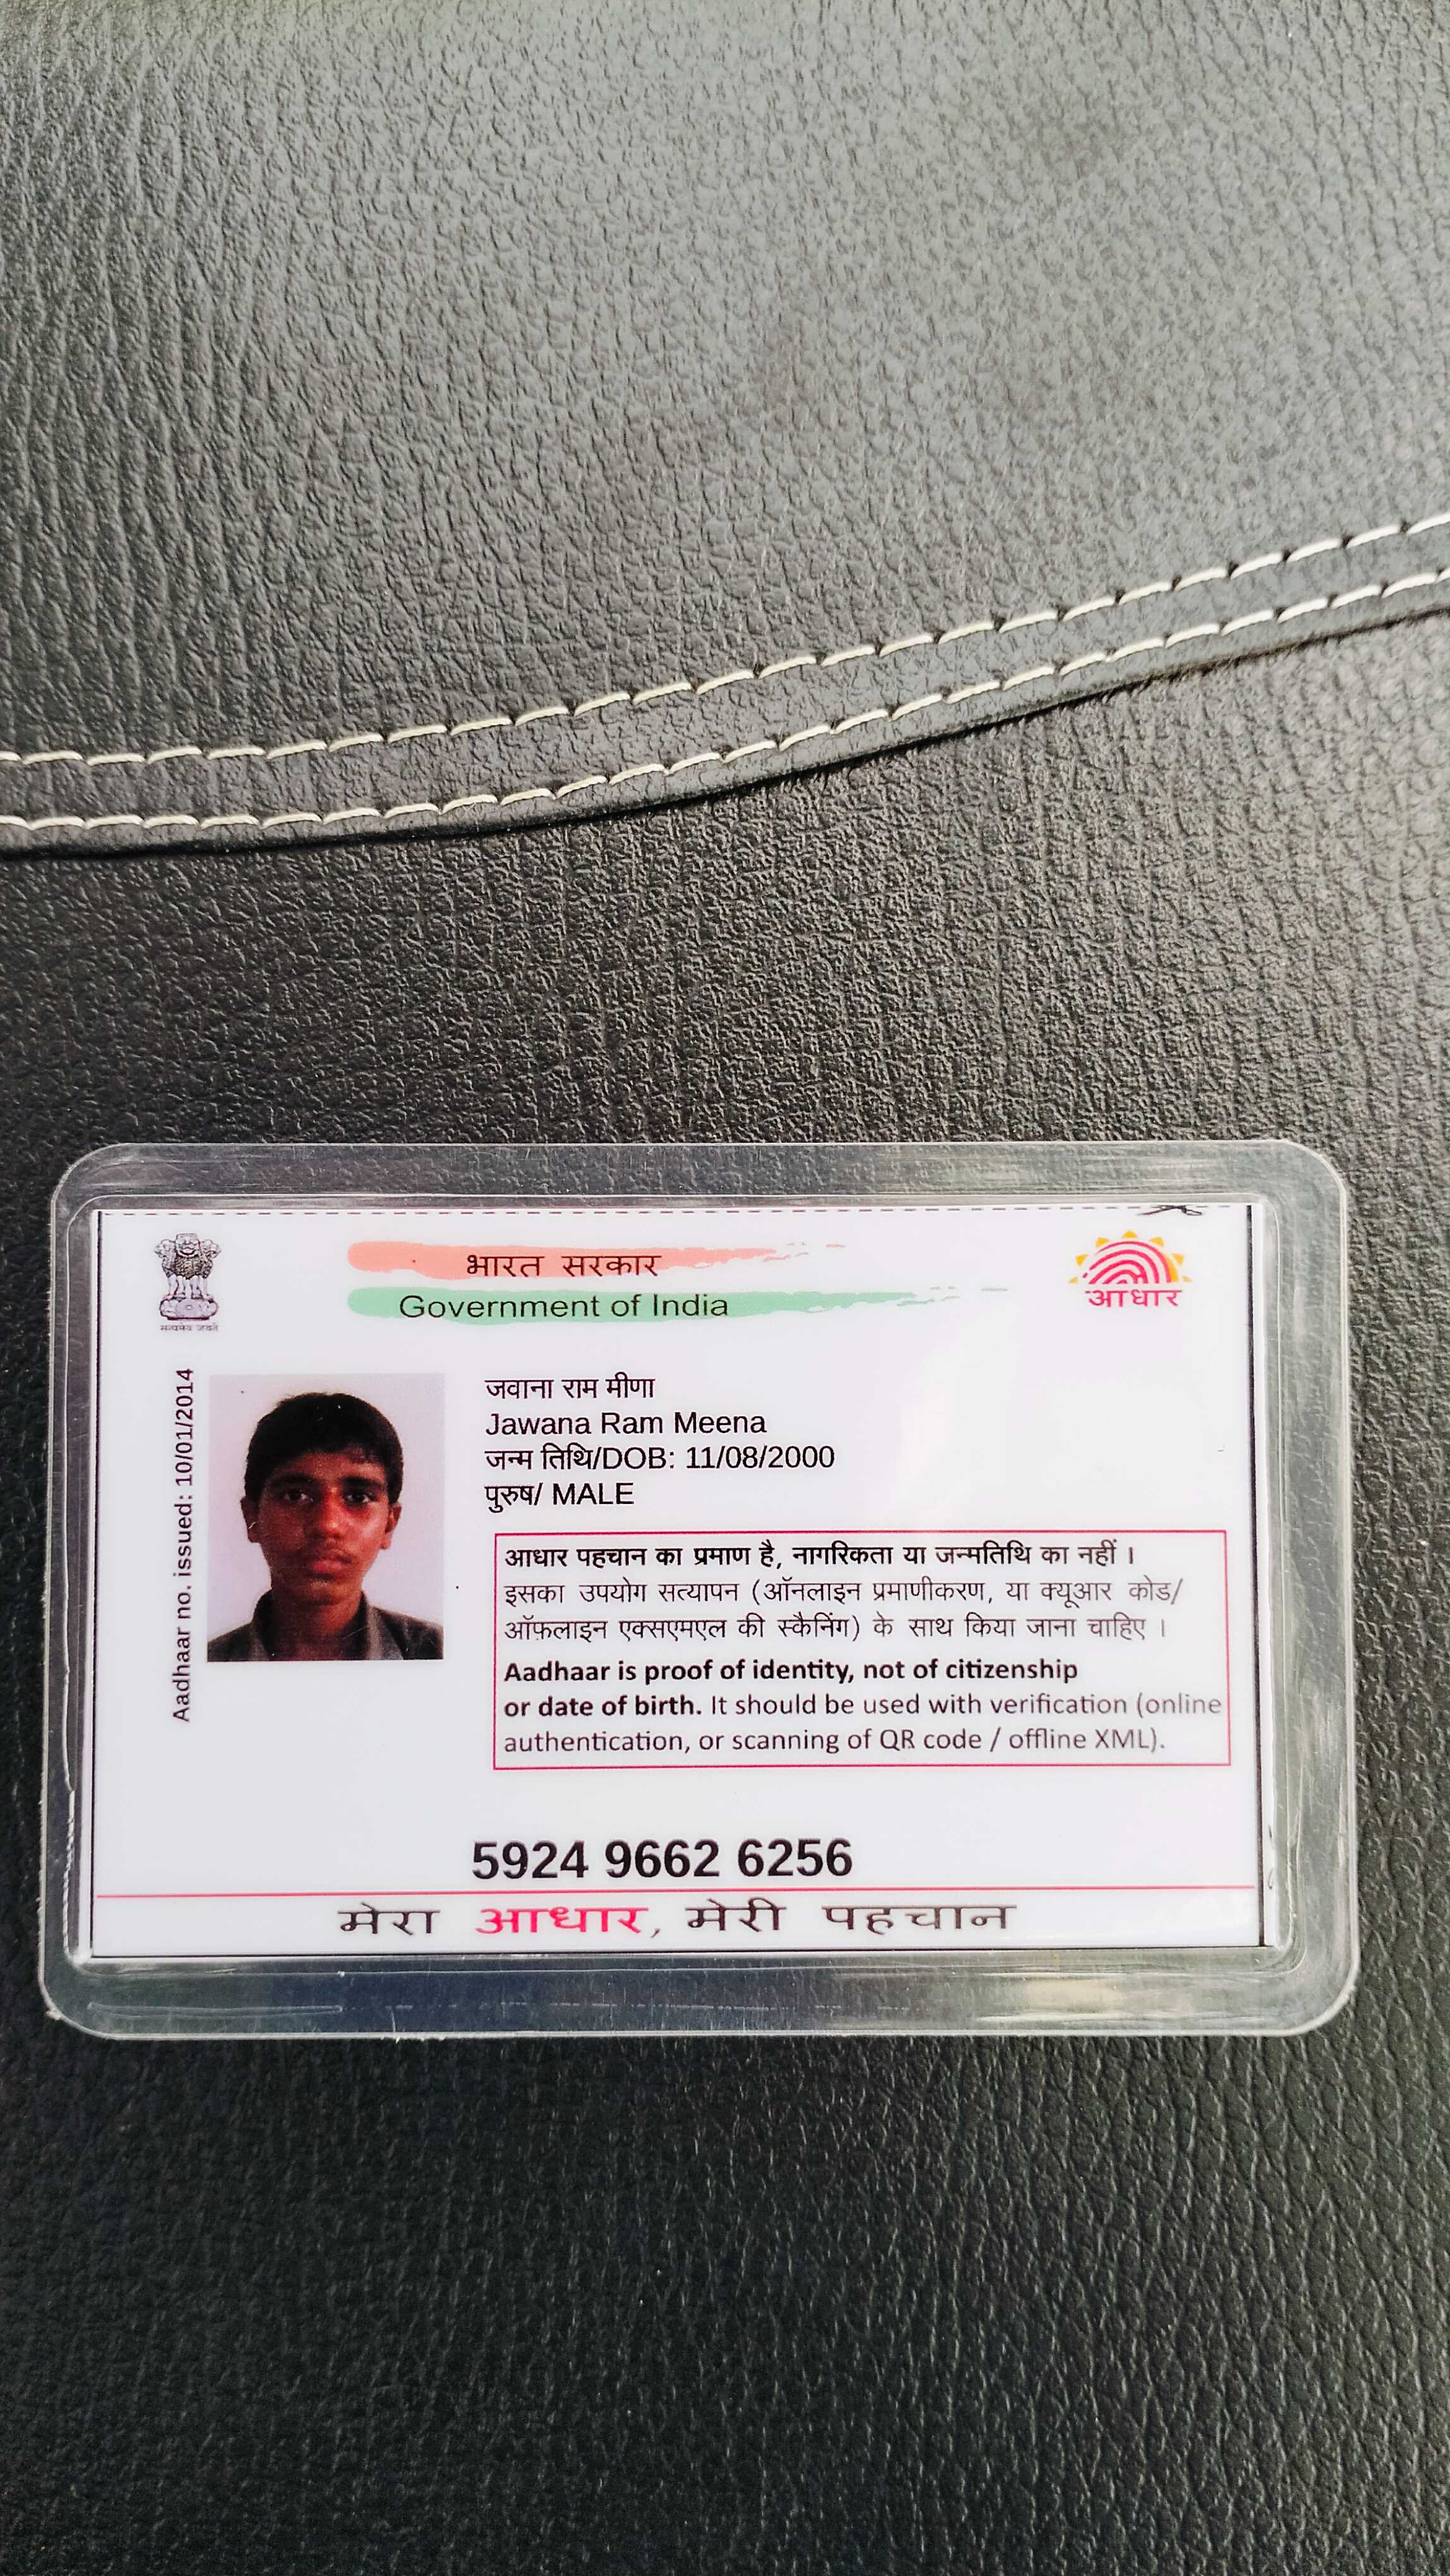 भारत सरकार
Government of India
सत्यमेव जयते
आधार
Aadhaar no. issued: 10/01/2014
जवाना राम मीणा
Jawana Ram Meena
जन्म तिथि/DOB: 11/08/2000
पुरुष/ MALE
आधार पहचान का प्रमाण है, नागरिकता या जन्मतिथि का नहीं ।
इसका उपयोग सत्यापन (ऑनलाइन प्रमाणीकरण, या क्यूआर कोड/
ऑफ़लाइन एक्सएमएल की स्कैनिंग) के साथ किया जाना चाहिए ।
Aadhaar is proof of identity, not of citizenship
or date of birth. It should be used with verification (online
authentication, or scanning of QR code / offline XML).
5924 9662 6256
मेरा आधार, मेरी पहचान